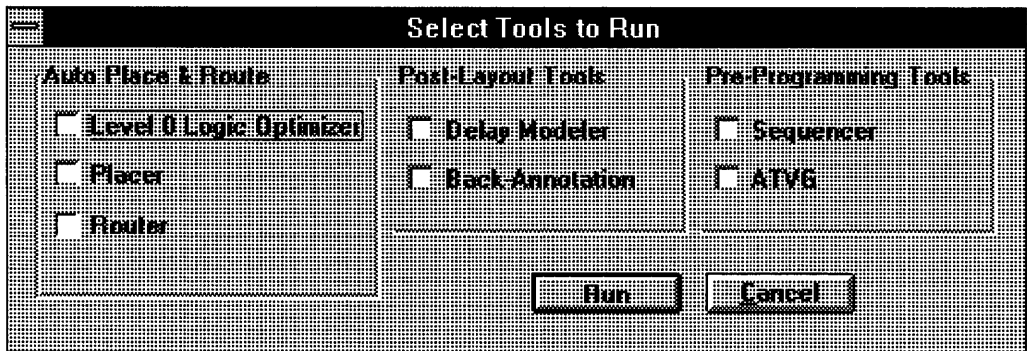 Select Tools to Run
Auto Place & Route
Level 0 Logic Optimizer
Placer
Router
Post-Layout Tools
Delay Modeler
Back-Annotation
Pre-Programming Tools
Sequencer
ATVG
Run
Cancel